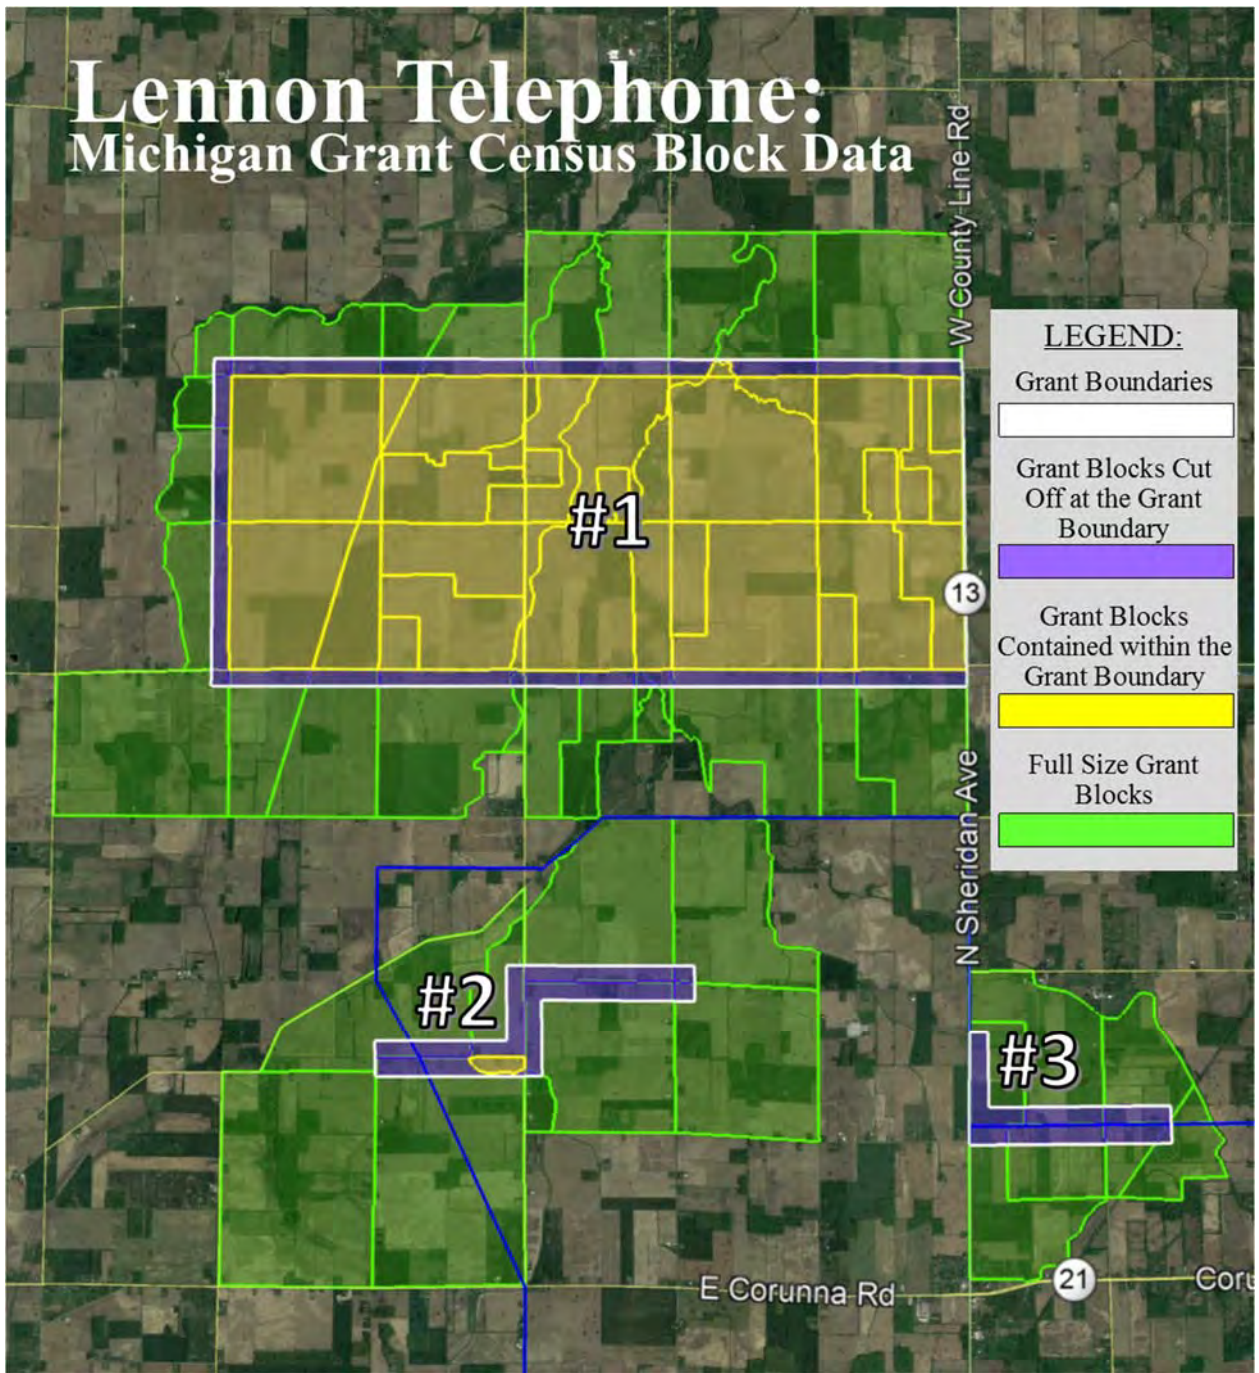 Lennon Telephone:
Michigan Grant Census Block Data
W County Line Rd
LEGEND:
Grant Boundaries
Grant Blocks Cut
Off at the Grant
Boundary
Grant Blocks
Contained within the
Grant Boundary
Full Size Grant
Blocks
#1
13
N Sheridan Ave
#2
#3
E Corunna Rd
21
Coru